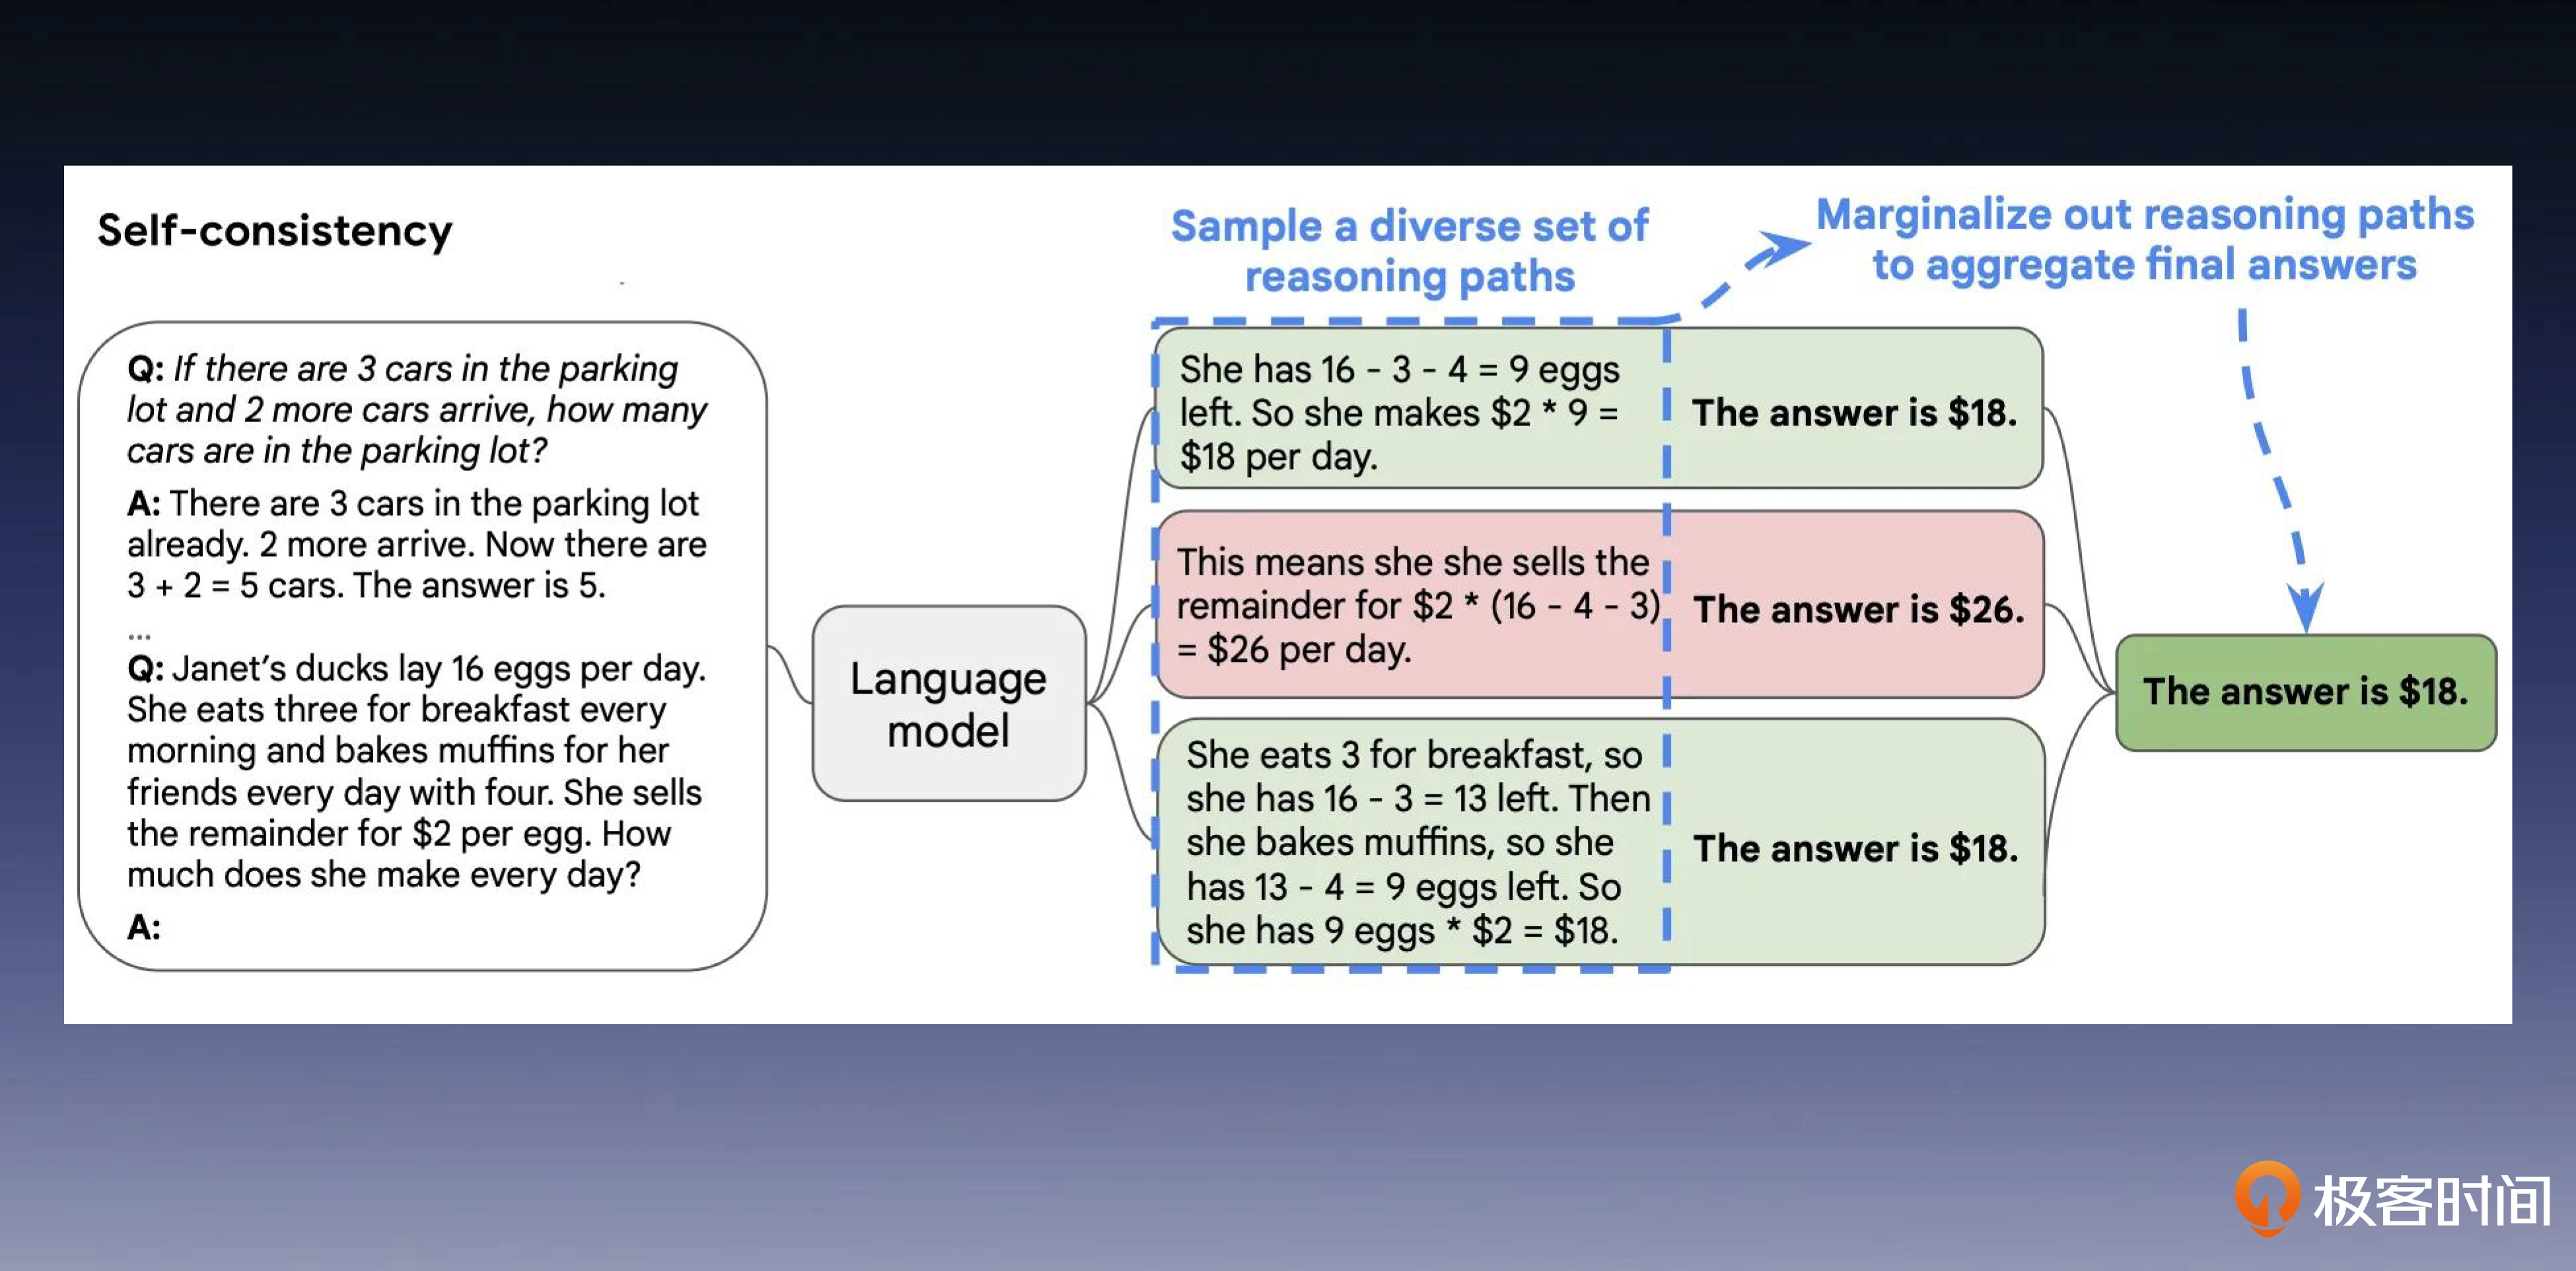 Self-consistency
Q: If there are 3 cars in the parking
lot and 2 more cars arrive, how many
cars are in the parking lot?
A: There are 3 cars in the parking lot
already. 2 more arrive. Now there are
3 + 2 = 5 cars. The answer is 5.
...
Q: Janet’s ducks lay 16 eggs per day.
She eats three for breakfast every
morning and bakes muffins for her
friends every day with four. She sells
the remainder for $2 per egg. How
much does she make every day?
A:
Language
model
Sample a diverse set of
reasoning paths
She has 16 - 3 - 4 = 9 eggs
left. So she makes $2 * 9 =
$18 per day.
The answer is $18.
This means she she sells the
remainder for $2 * (16 - 4 - 3)
= $26 per day.
The answer is $26.
She eats 3 for breakfast, so
she has 16 - 3 = 13 left. Then
she bakes muffins, so she
has 13 - 4 = 9 eggs left. So
she has 9 eggs * $2 = $18.
The answer is $18.
Marginalize out reasoning paths
to aggregate final answers
The answer is $18.
极客时间